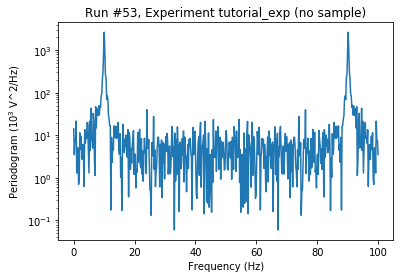 Run #53, Experiment tutorial_exp (no sample)
Periodogram (10³ V^2/Hz)
10³
10²
10¹
10⁰
10⁻¹
0 20 40 60 80 100
Frequency (Hz)